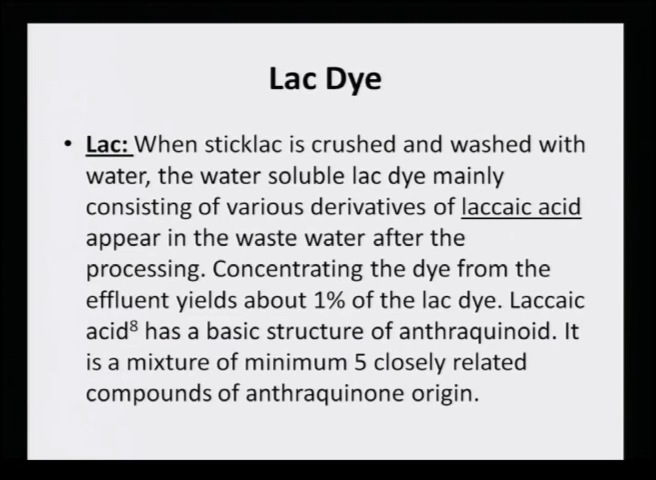 Lac Dye
• Lac: When sticklac is crushed and washed with
water, the water soluble lac dye mainly
consisting of various derivatives of laccaic acid
appear in the waste water after the
processing. Concentrating the dye from the
effluent yields about 1% of the lac dye. Laccaic
acid⁸ has a basic structure of anthraquinoid. It
is a mixture of minimum 5 closely related
compounds of anthraquinone origin.